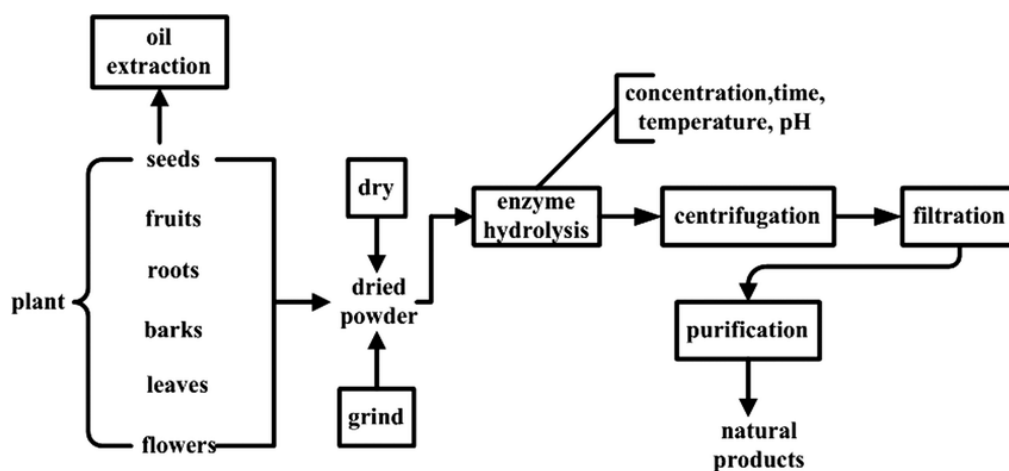 oil
extraction
plant
seeds
fruits
roots
barks
leaves
flowers
dry
dried
powder
grind
concentration,time,
temperature, pH
enzyme
hydrolysis
centrifugation
filtration
purification
natural
products